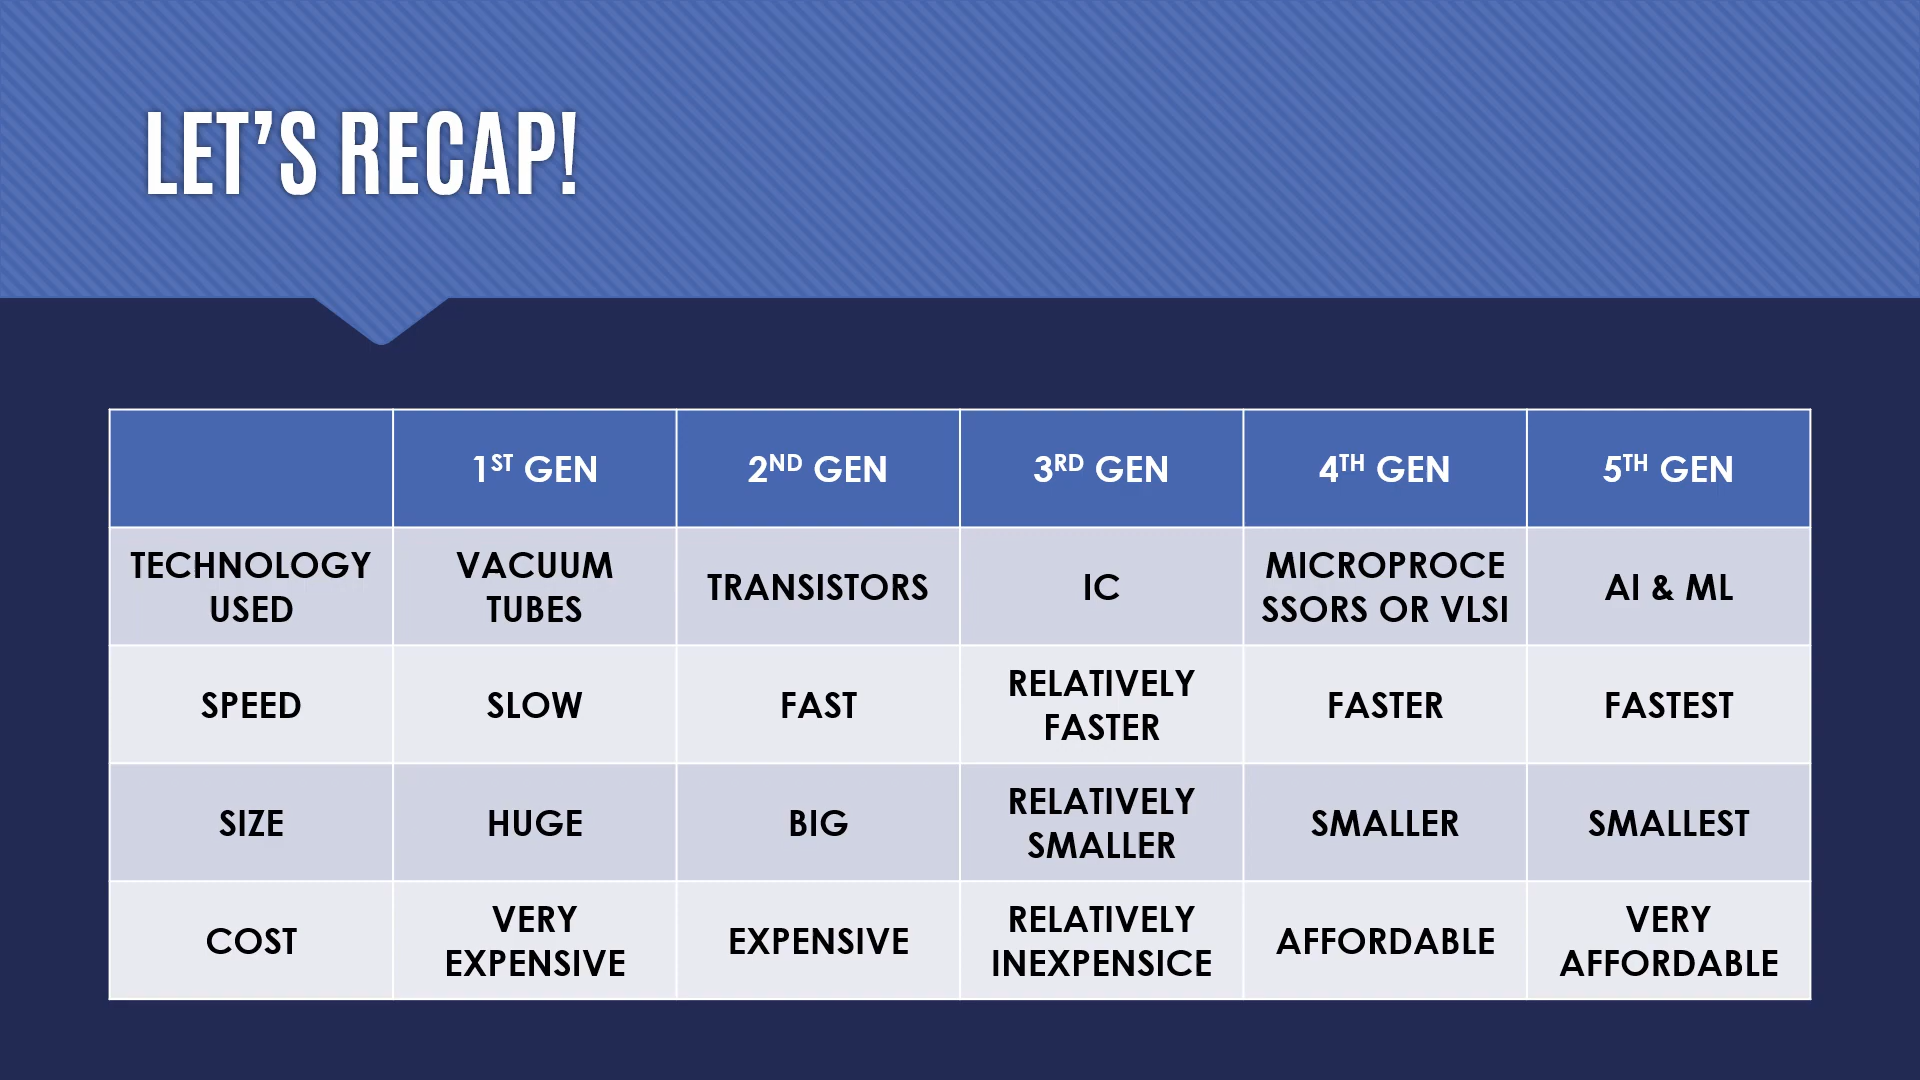 LET’S RECAP!
1ST GEN 2ND GEN 3RD GEN 4TH GEN 5TH GEN
TECHNOLOGY USED VACUUM TUBES TRANSISTORS IC MICROPROCESSORS OR VLSI AI & ML
SPEED SLOW FAST RELATIVELY FASTER FASTER FASTEST
SIZE HUGE BIG RELATIVELY SMALLER SMALLER SMALLEST
COST VERY EXPENSIVE EXPENSIVE RELATIVELY INEXPENSICE AFFORDABLE VERY AFFORDABLE